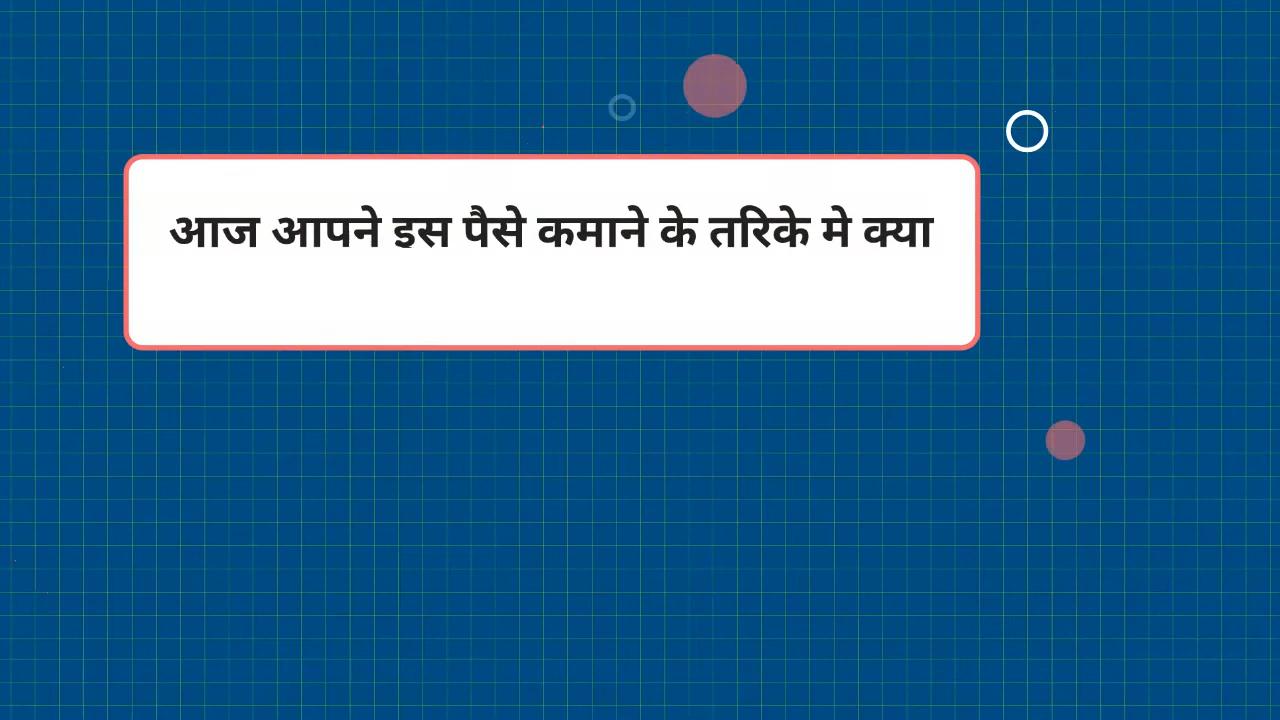 आज आपने इस पैसे कमाने के तरिके मे क्या